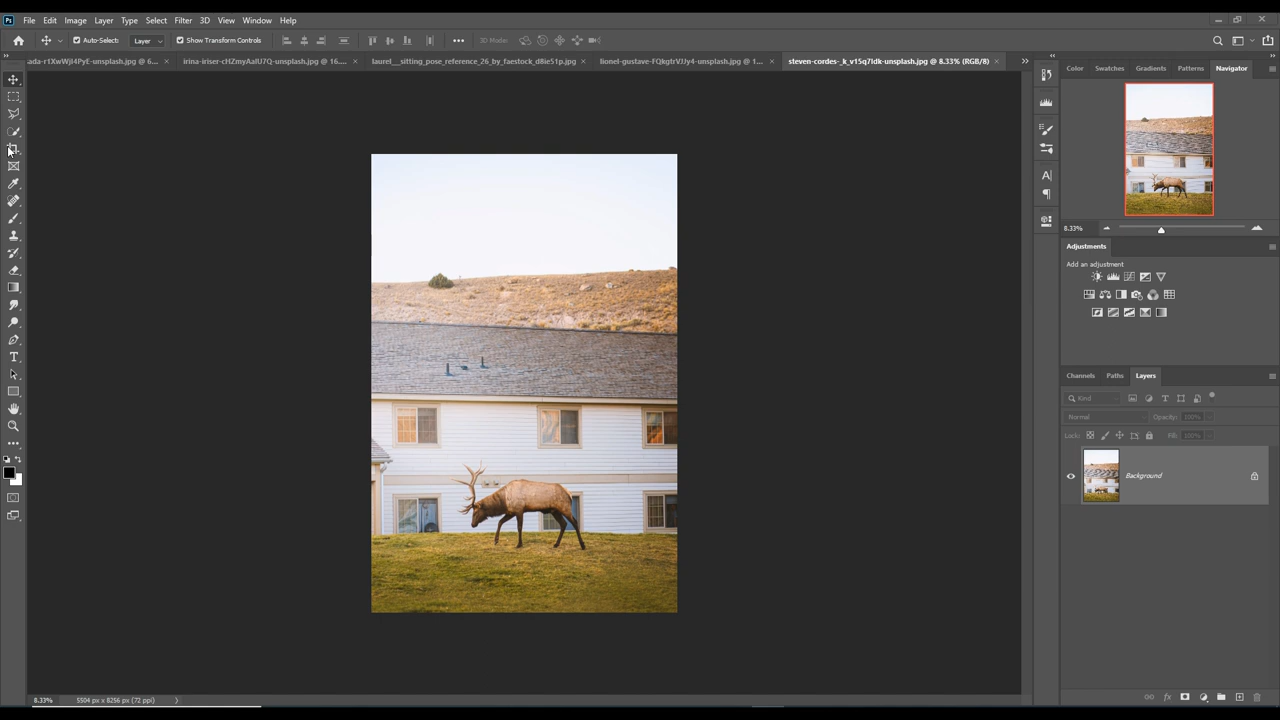 Ps File Edit Image Layer Type Select Filter 3D View Window Help
Auto-Select: Layer Show Transform Controls 3D Mode:
ada-r1XwWjI4PyE-unsplash.jpg @ 6... irina-iriser-cHZmyAaIU7Q-unsplash.jpg @ 16.... laurel__sitting_pose_reference_26_by_faestock_d8ie51p.jpg lionel-gustave-FQkgtrVJJy4-unsplash.jpg @ 1... steven-cordes-_k_v15q7Idk-unsplash.jpg @ 8.33% (RGB/8)
Color Swatches Gradients Patterns Navigator
8.33%
Adjustments
Add an adjustment
Channels Paths Layers
Kind
Normal Opacity: 100%
Lock: Fill: 100%
Background
8.33% 5504 px x 8256 px (72 ppi)